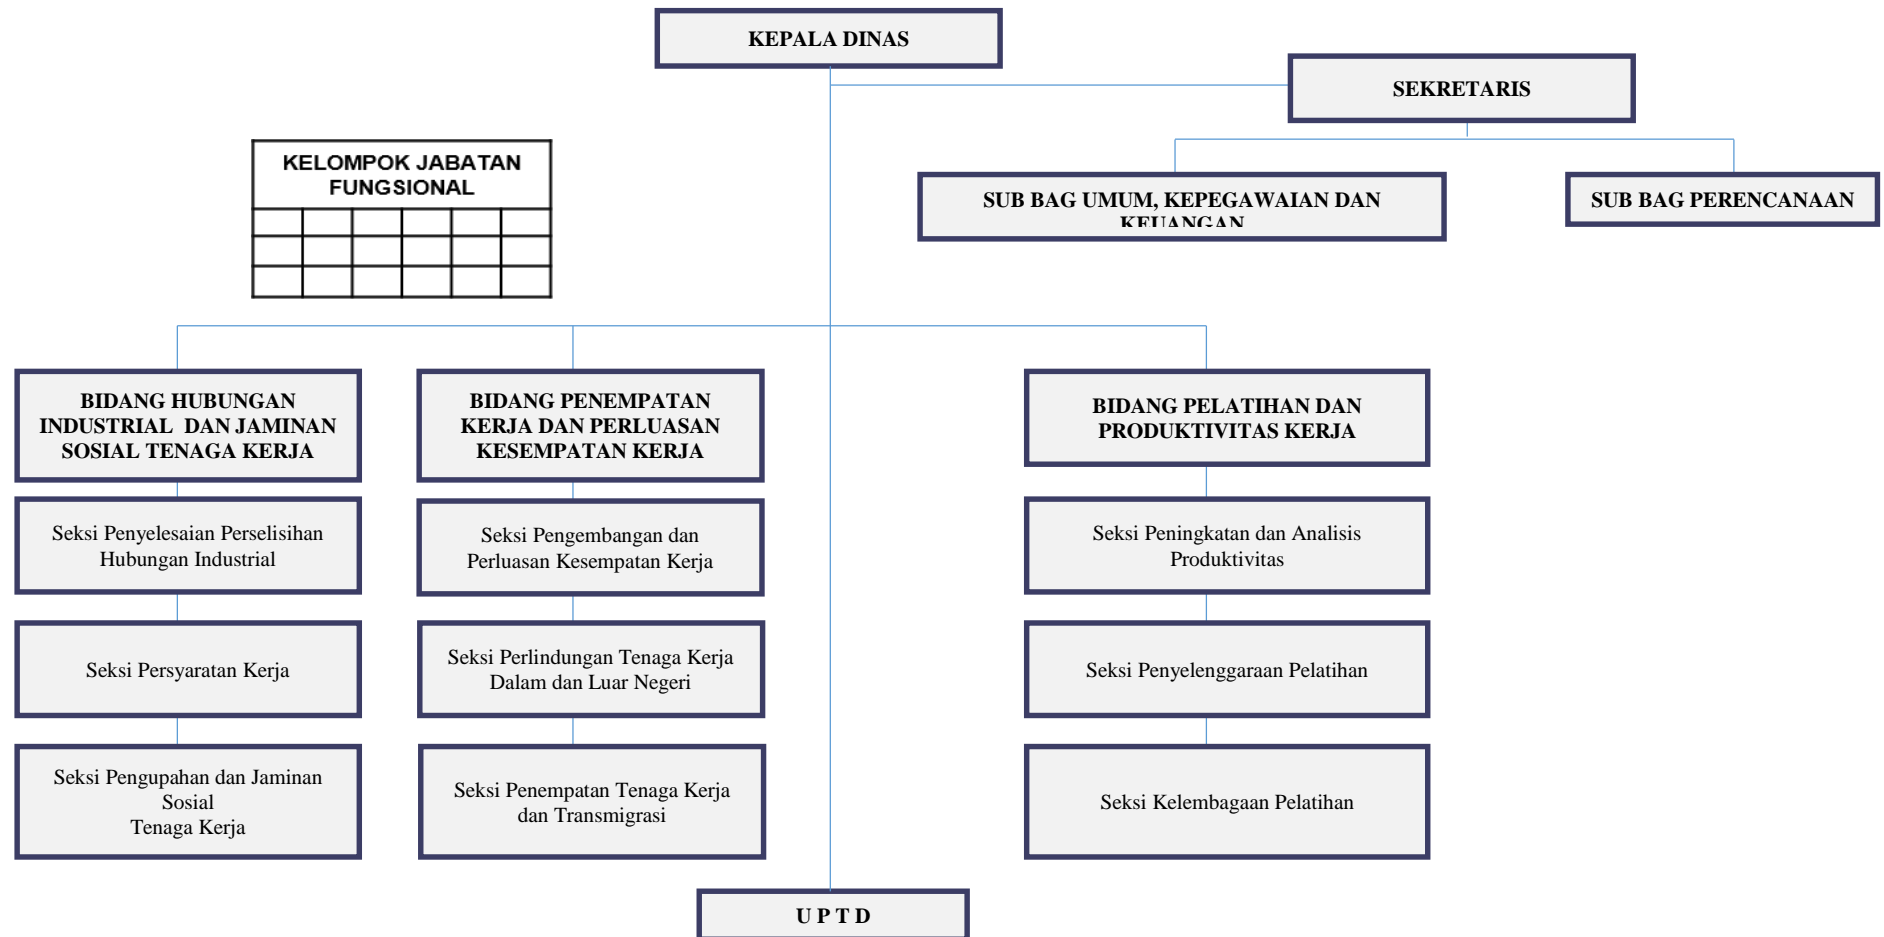 KEPALA DINAS
SEKRETARIS
KELOMPOK JABATAN
FUNGSIONAL
SUB BAG UMUM, KEPEGAWAIAN DAN
KEUANGAN
SUB BAG PERENCANAAN
BIDANG HUBUNGAN
INDUSTRIAL DAN JAMINAN
SOSIAL TENAGA KERJA
BIDANG PENEMPATAN
KERJA DAN PERLUASAN
KESEMPATAN KERJA
BIDANG PELATIHAN DAN
PRODUKTIVITAS KERJA
Seksi Penyelesaian Perselisihan
Hubungan Industrial
Seksi Pengembangan dan
Perluasan Kesempatan Kerja
Seksi Peningkatan dan Analisis
Produktivitas
Seksi Persyaratan Kerja
Seksi Perlindungan Tenaga Kerja
Dalam dan Luar Negeri
Seksi Penyelenggaraan Pelatihan
Seksi Pengupahan dan Jaminan
Sosial
Tenaga Kerja
Seksi Penempatan Tenaga Kerja
dan Transmigrasi
Seksi Kelembagaan Pelatihan
U P T D